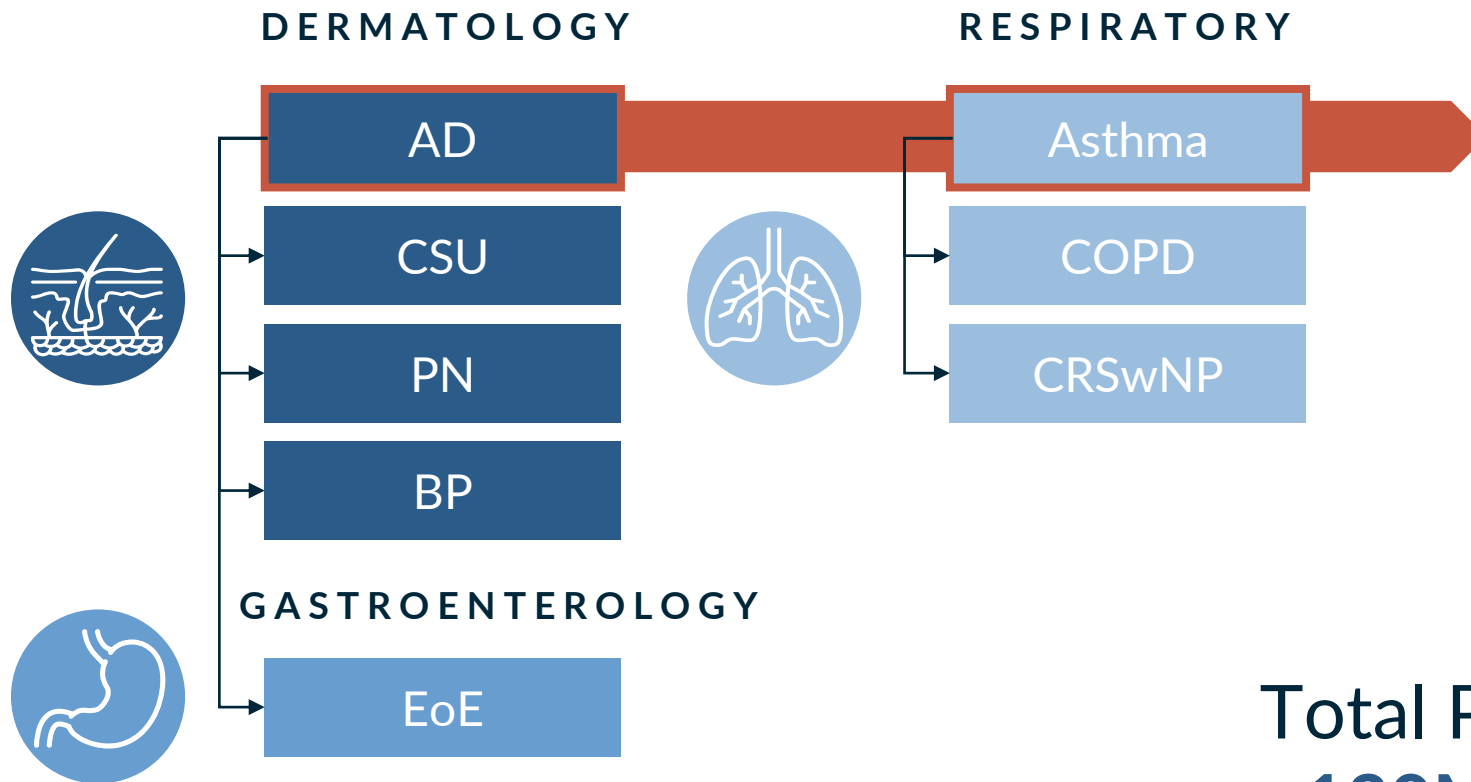 DERMATOLOGY
AD
CSU
PN
BP
GASTROENTEROLOGY
EoE
RESPIRATORY
Asthma
COPD
CRSwNP
Total